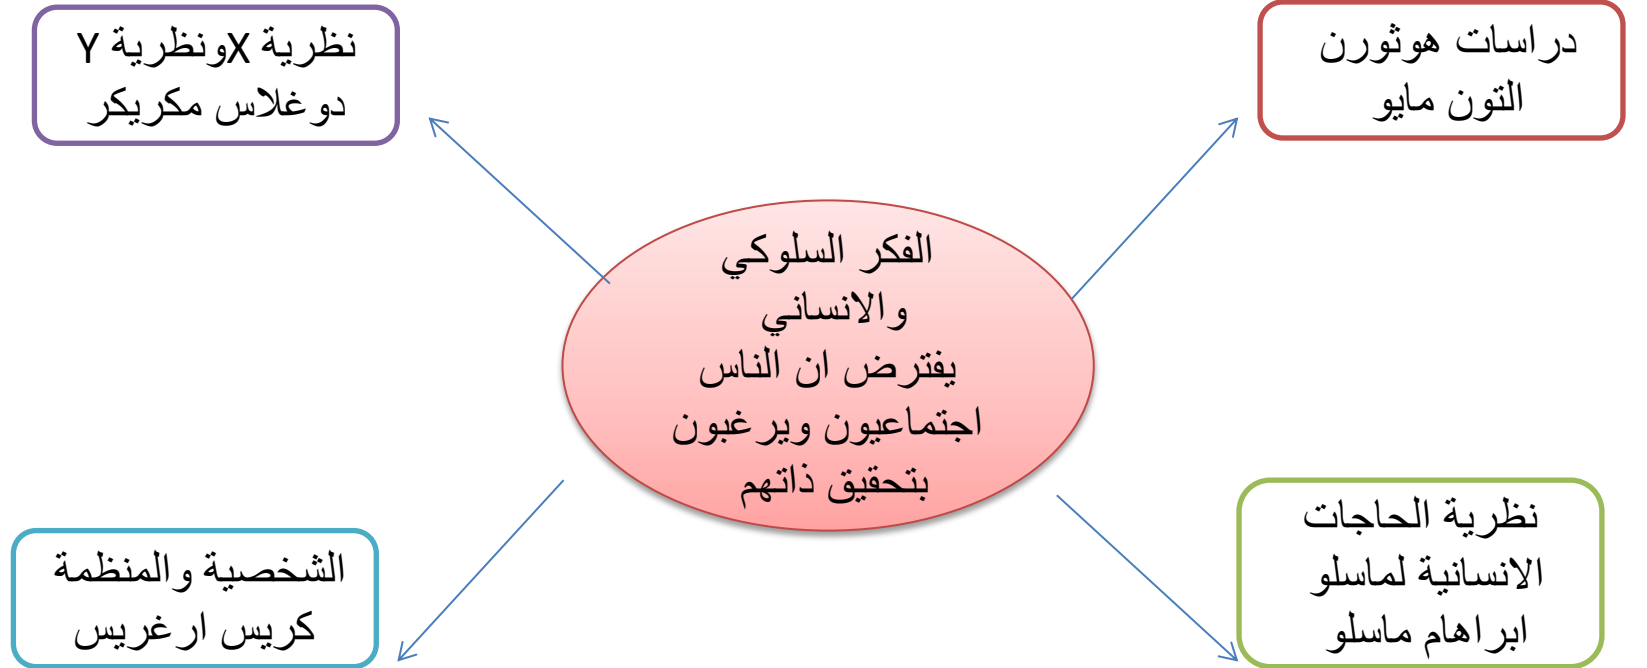 دراسات هوثورن
التون مايو
نظرية Xونظرية Y
دوغلاس مكريكر
الفكر السلوكي
والانساني
يفترض ان الناس
اجتماعيون ويرغبون
بتحقيق ذاتهم
نظرية الحاجات
الانسانية لماسلو
ابراهام ماسلو
الشخصية والمنظمة
كريس ارغريس